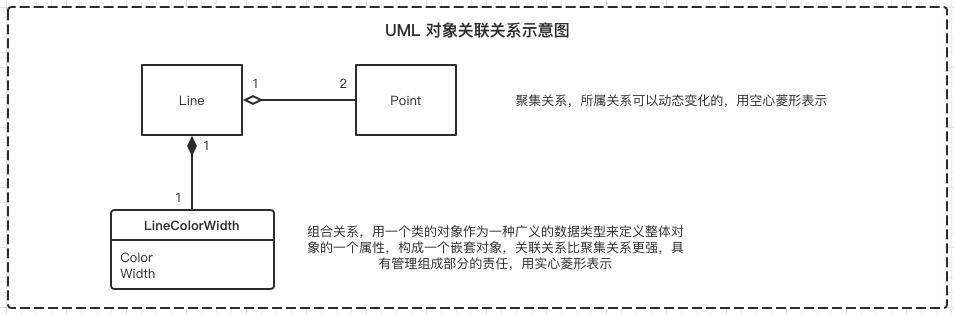 UML 对象关联关系示意图
Line
1
2
Point
聚集关系，所属关系可以动态变化的，用空心菱形表示
1
1
LineColorWidth
Color
Width
组合关系，用一个类的对象作为一种广义的数据类型来定义整体对
象的一个属性，构成一个嵌套对象，关联关系比聚集关系更强，具
有管理组成部分的责任，用实心菱形表示